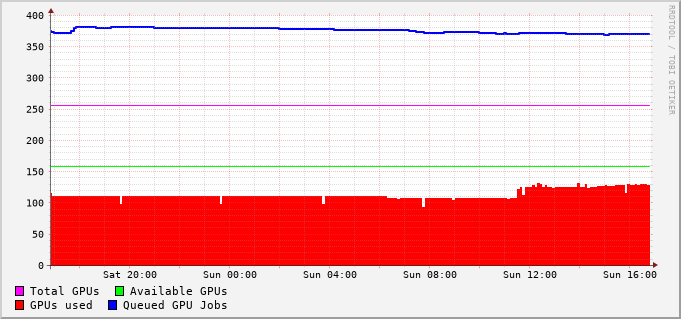 400
350
300
250
200
150
100
50
0
Sat 20:00 Sun 00:00 Sun 04:00 Sun 08:00 Sun 12:00 Sun 16:00
Total GPUs Available GPUs
GPUs used Queued GPU Jobs
RRDTOOL / TOBI OETIKER